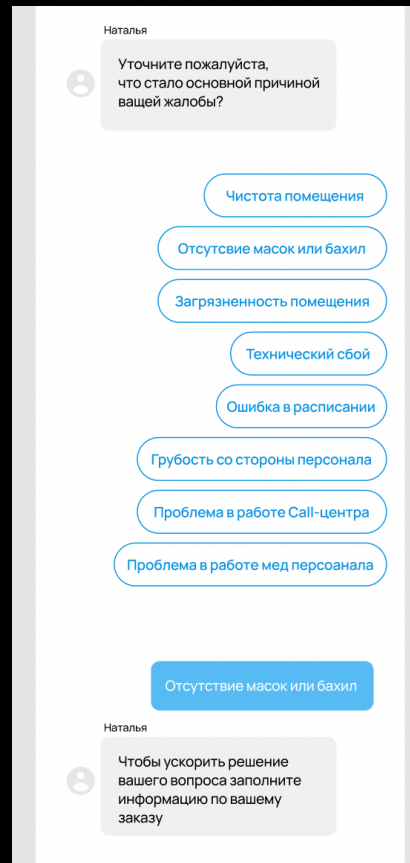 Наталья
Уточните пожалуйста,
что стало основной причиной
ващей жалобы?
Чистота помещения
Отсутсвие масок или бахил
Загрязненность помещения
Технический сбой
Ошибка в расписании
Грубость со стороны персонала
Проблема в работе Call-центра
Проблема в работе мед персоанала
Отсутствие масок или бахил
Наталья
Чтобы ускорить решение
вашего вопроса заполните
информацию по вашему
заказу